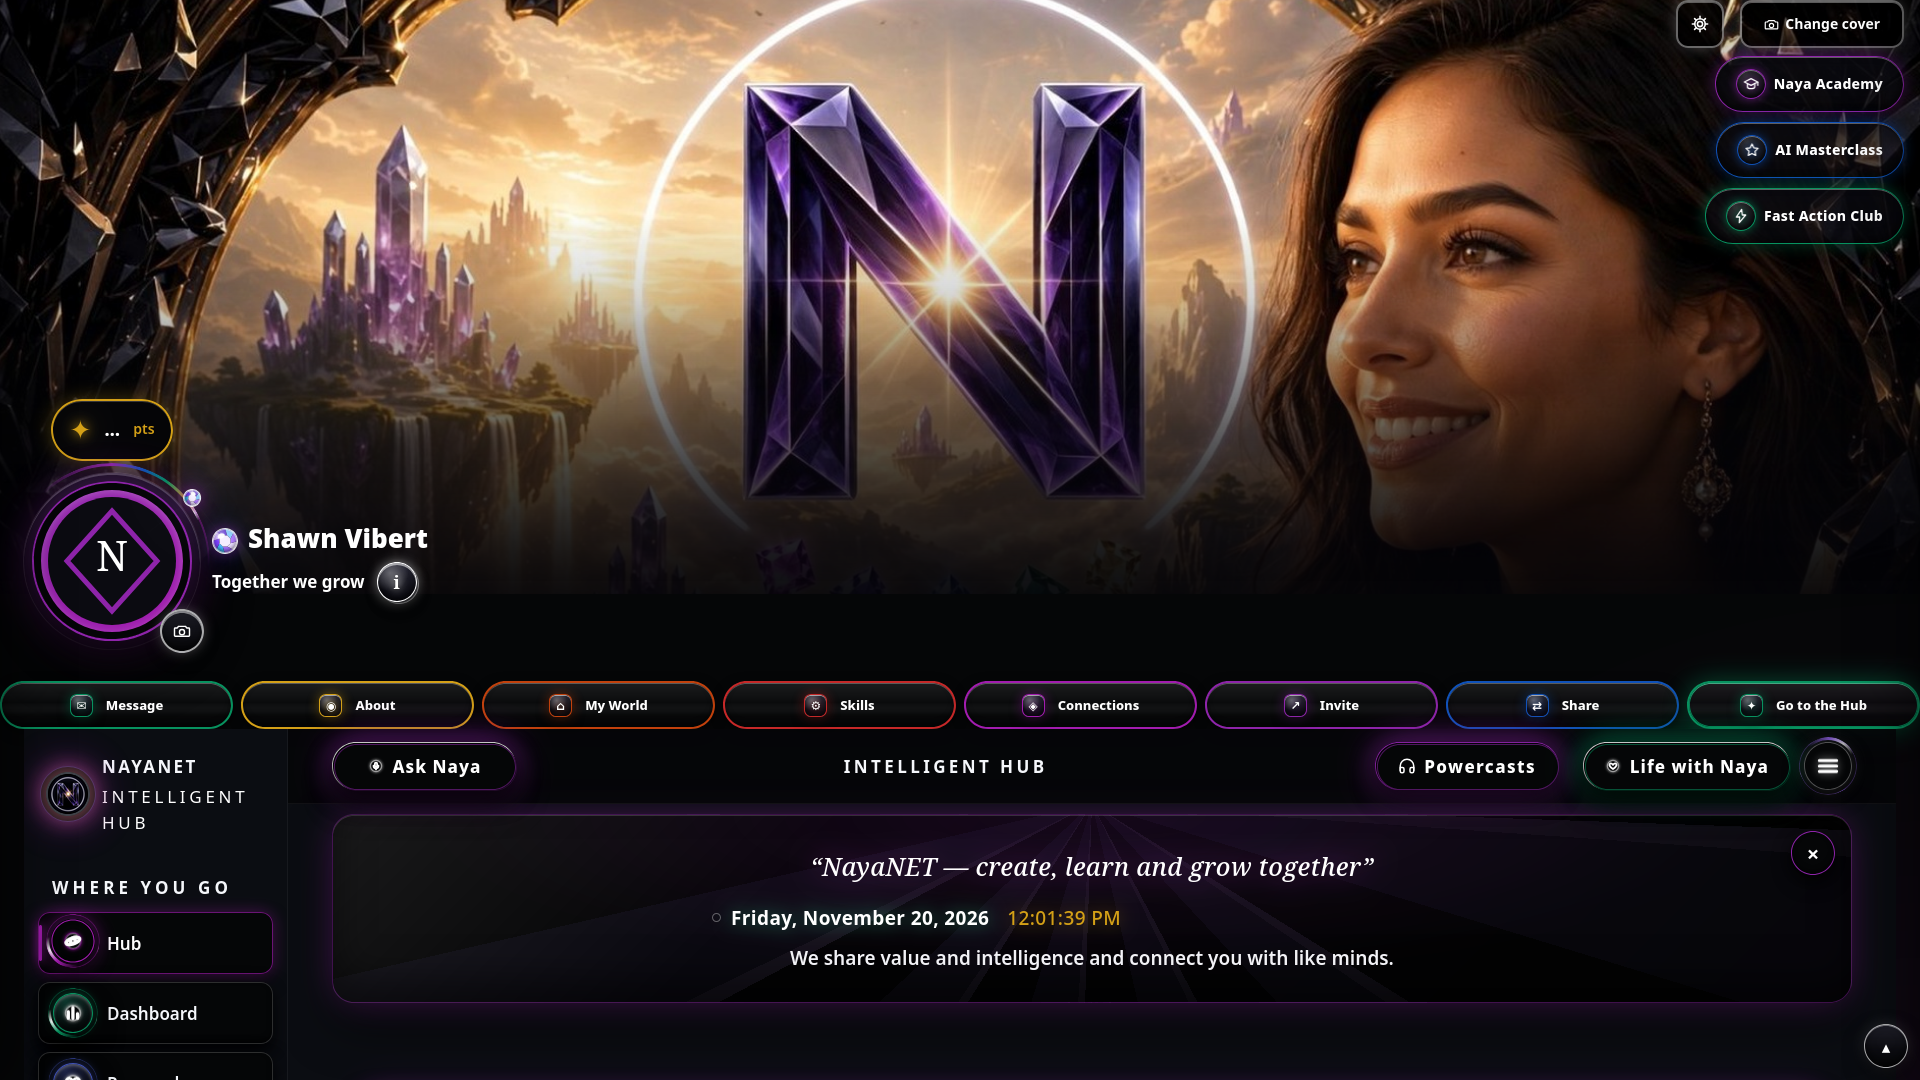 Change cover
Naya Academy
AI Masterclass
Fast Action Club
N
... pts
N
Shawn Vibert
Together we grow
i
Message
About
My World
Skills
Connections
Invite
Share
Go to the Hub
NAYANET
INTELLIGENT
HUB
Ask Naya
INTELLIGENT HUB
Powercasts
Life with Naya
WHERE YOU GO
Hub
Dashboard
“NayaNET — create, learn and grow together”
Friday, November 20, 2026 12:01:39 PM
We share value and intelligence and connect you with like minds.